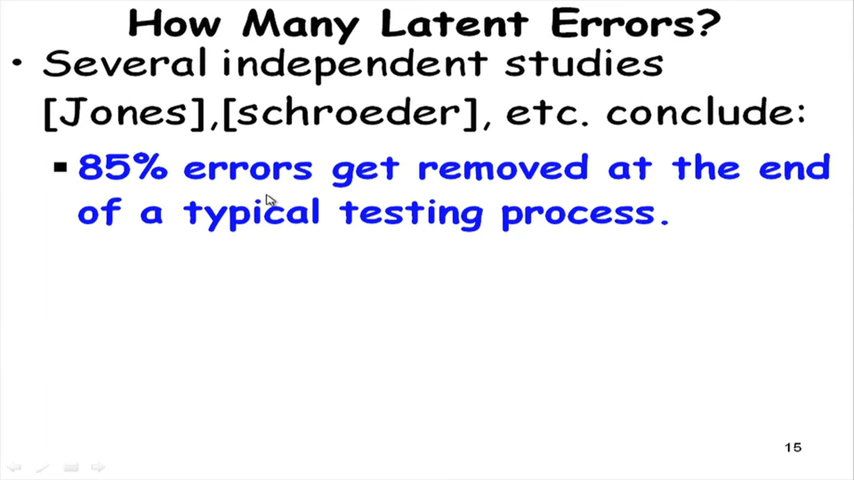 How Many Latent Errors?
• Several independent studies
[Jones],[schroeder], etc. conclude:
▪ 85% errors get removed at the end
of a typical testing process.
15